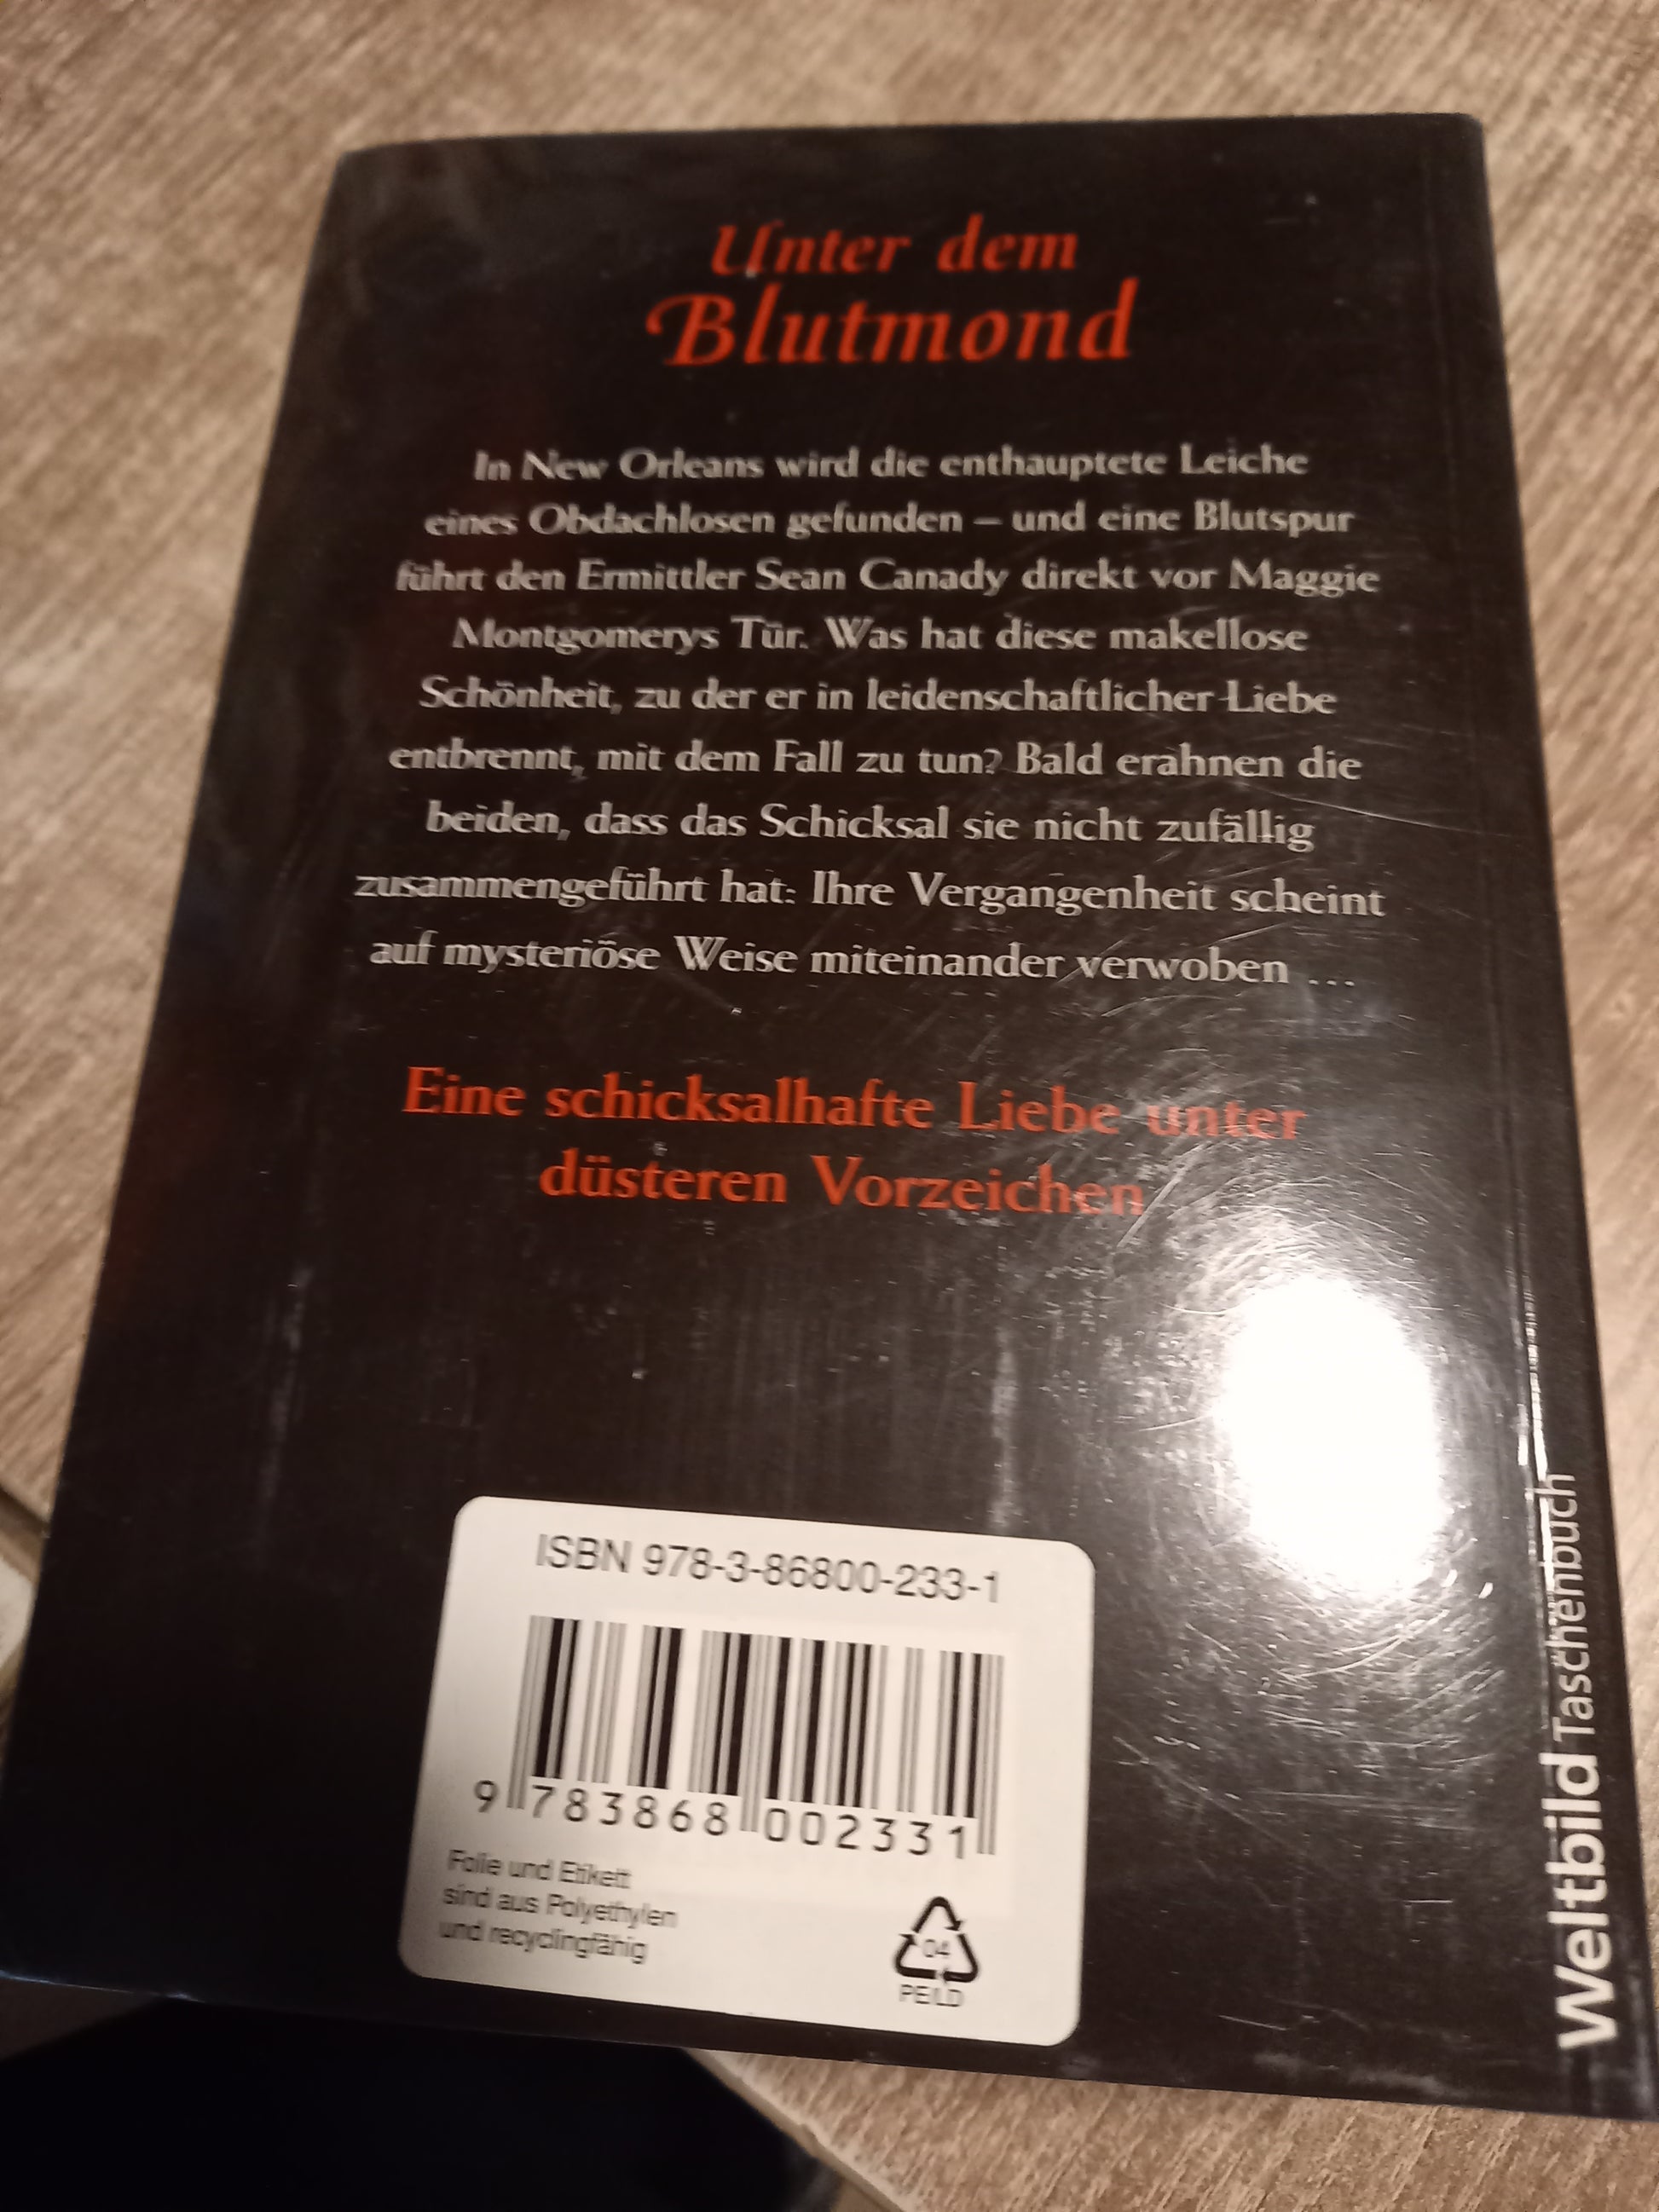 Unter dem
Blutmond
In New Orleans wird die enthauptete Leiche
eines Obdachlosen gefunden – und eine Blutspur
führt den Ermittler Sean Canady direkt vor Maggie
Montgomerys Tür. Was hat diese makellose
Schönheit, zu der er in leidenschaftlicher Liebe
entbrennt, mit dem Fall zu tun? Bald erahnen die
beiden, dass das Schicksal sie nicht zufällig
zusammengeführt hat: Ihre Vergangenheit scheint
auf mysteriöse Weise miteinander verwoben ...
Eine schicksalhafte Liebe unter
düsteren Vorzeichen
ISBN 978-3-86800-233-1
9 783868 002331
Folie und Etikett
sind aus Polyethylen
und recyclingfähig
04
PE LD
Weltbild Taschenbuch